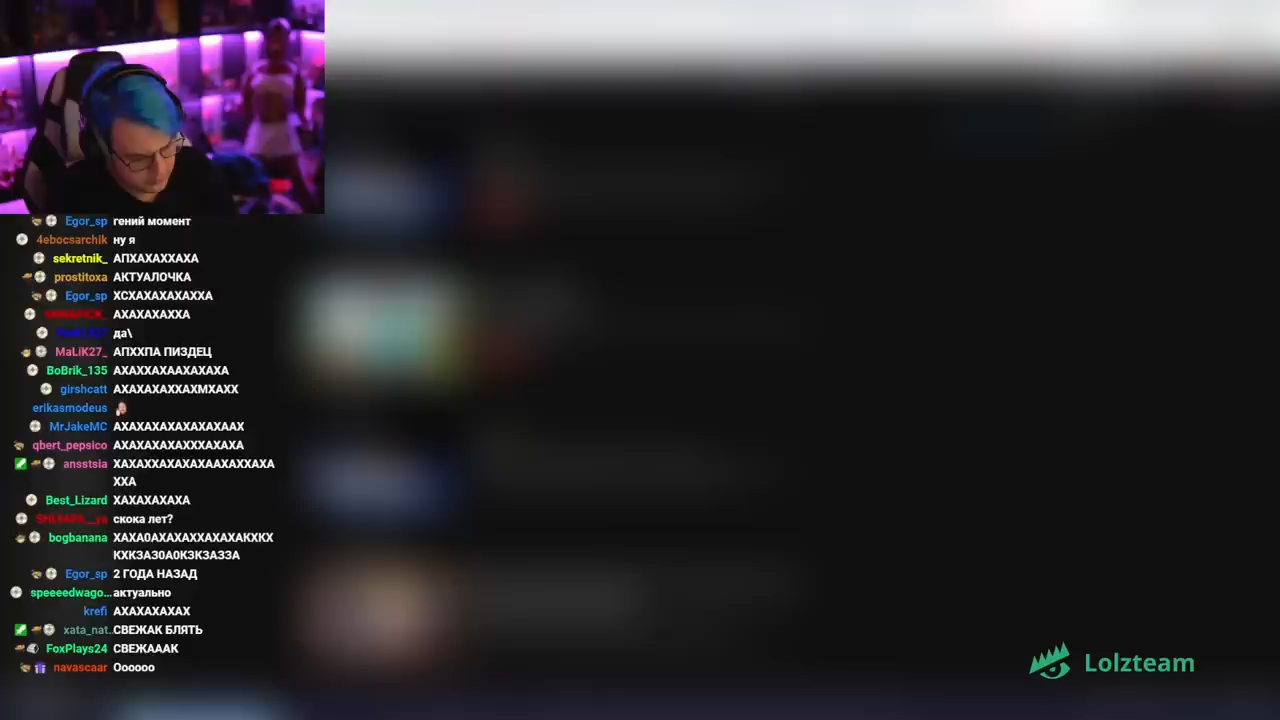 Egor_sp гений момент
4ebocsarchik ну я
sekretnik_ АПХАХАХХАХА
prostitoxa АКТУАЛОЧКА
Egor_sp ХСХАХАХАХАХХА
АХАХАХАХХА
да\
MaLiK27_ АПХХПА ПИЗДЕЦ
BoBrik_135 АХАХХАХААХАХАХА
girshcatt АХАХАХАХХАХМХАХХ
erikasmodeus
MrJakeMC АХАХАХАХАХАХАХААХ
qbert_pepsico АХАХАХАХАХХХАХАХА
ansstsia ХАХАХХАХАХАХААХАХХАХА
ХХА
Best_Lizard ХАХАХАХАХА
скока лет?
bogbanana ХАХА0АХАХАХХАХАХАКХКХ
КХКЗАЗ0А0КЗКЗАЗЗА
Egor_sp 2 ГОДА НАЗАД
speeeedwago... актуально
krefi АХАХАХАХАХ
xata_nat... СВЕЖАК БЛЯТЬ
FoxPlays24 СВЕЖАААК
navascaar Оооооо
Lolzteam